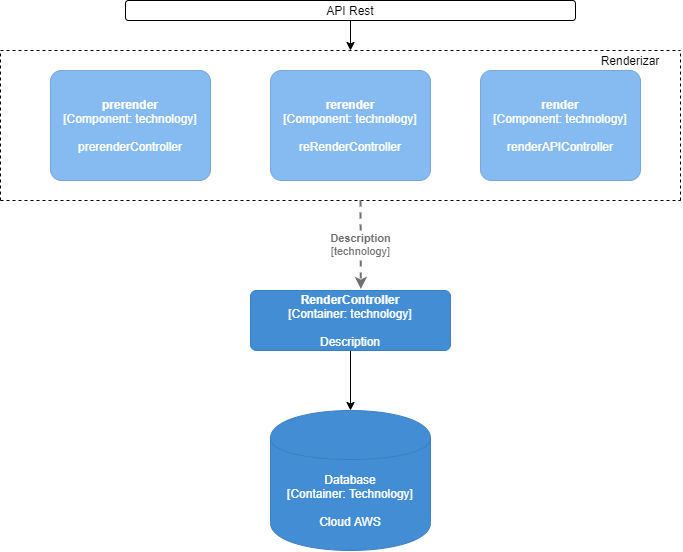 API Rest
Renderizar
prerender
[Component: technology]
prerenderController
rerender
[Component: technology]
reRenderController
render
[Component: technology]
renderAPIController
Description
[technology]
RenderController
[Container: technology]
Description
Database
[Container: Technology]
Cloud AWS